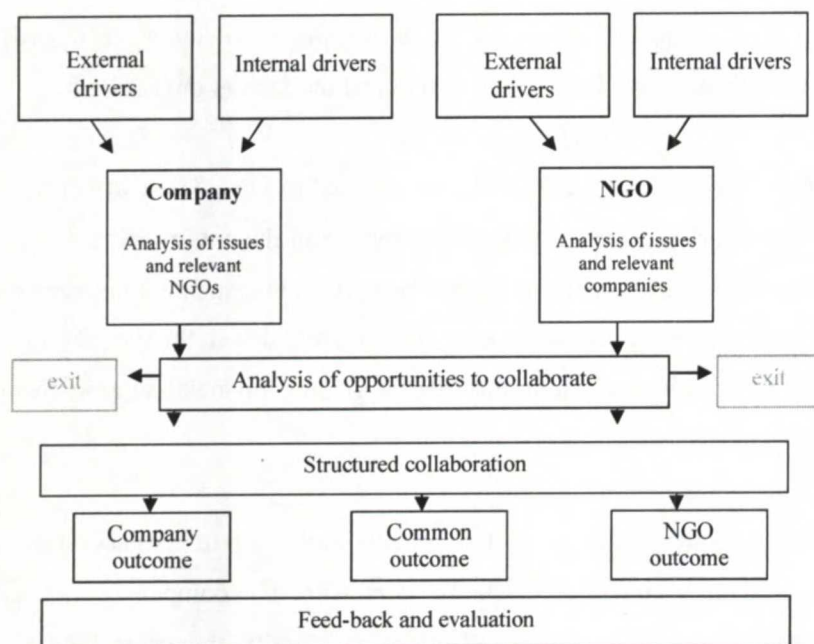 External
drivers
Internal drivers
External
drivers
Internal drivers
Company
Analysis of issues
and relevant
NGOs
NGO
Analysis of issues
and relevant
companies
exit
Analysis of opportunities to collaborate
exit
Structured collaboration
Company
outcome
Common
outcome
NGO
outcome
Feed-back and evaluation